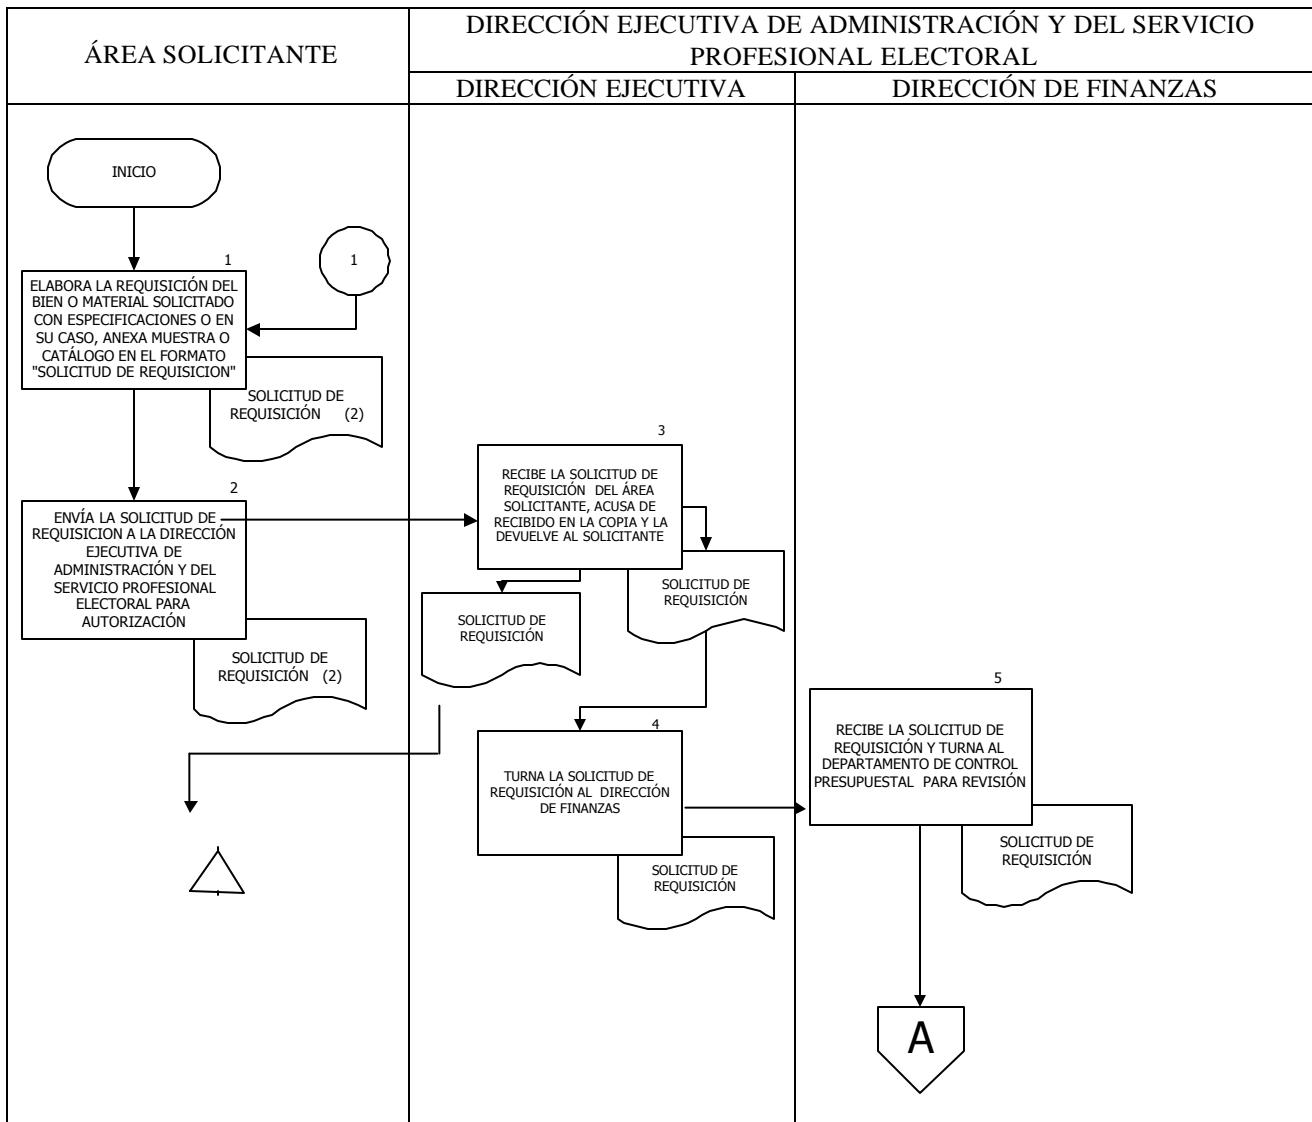 ÁREA SOLICITANTE
DIRECCIÓN EJECUTIVA DE ADMINISTRACIÓN Y DEL SERVICIO
PROFESIONAL ELECTORAL
DIRECCIÓN EJECUTIVA
DIRECCIÓN DE FINANZAS
INICIO
1
1
ELABORA LA REQUISICIÓN DEL
BIEN O MATERIAL SOLICITADO
CON ESPECIFICACIONES O EN
SU CASO, ANEXA MUESTRA O
CATÁLOGO EN EL FORMATO
"SOLICITUD DE REQUISICION"
SOLICITUD DE
REQUISICIÓN (2)
2
ENVÍA LA SOLICITUD DE
REQUISICION A LA DIRECCIÓN
EJECUTIVA DE
ADMINISTRACIÓN Y DEL
SERVICIO PROFESIONAL
ELECTORAL PARA
AUTORIZACIÓN
SOLICITUD DE
REQUISICIÓN (2)
3
RECIBE LA SOLICITUD DE
REQUISICIÓN DEL ÁREA
SOLICITANTE, ACUSA DE
RECIBIDO EN LA COPIA Y LA
DEVUELVE AL SOLICITANTE
SOLICITUD DE
REQUISICIÓN
SOLICITUD DE
REQUISICIÓN
4
TURNA LA SOLICITUD DE
REQUISICIÓN AL DIRECCIÓN
DE FINANZAS
SOLICITUD DE
REQUISICIÓN
5
RECIBE LA SOLICITUD DE
REQUISICIÓN Y TURNA AL
DEPARTAMENTO DE CONTROL
PRESUPUESTAL PARA REVISIÓN
SOLICITUD DE
REQUISICIÓN
A